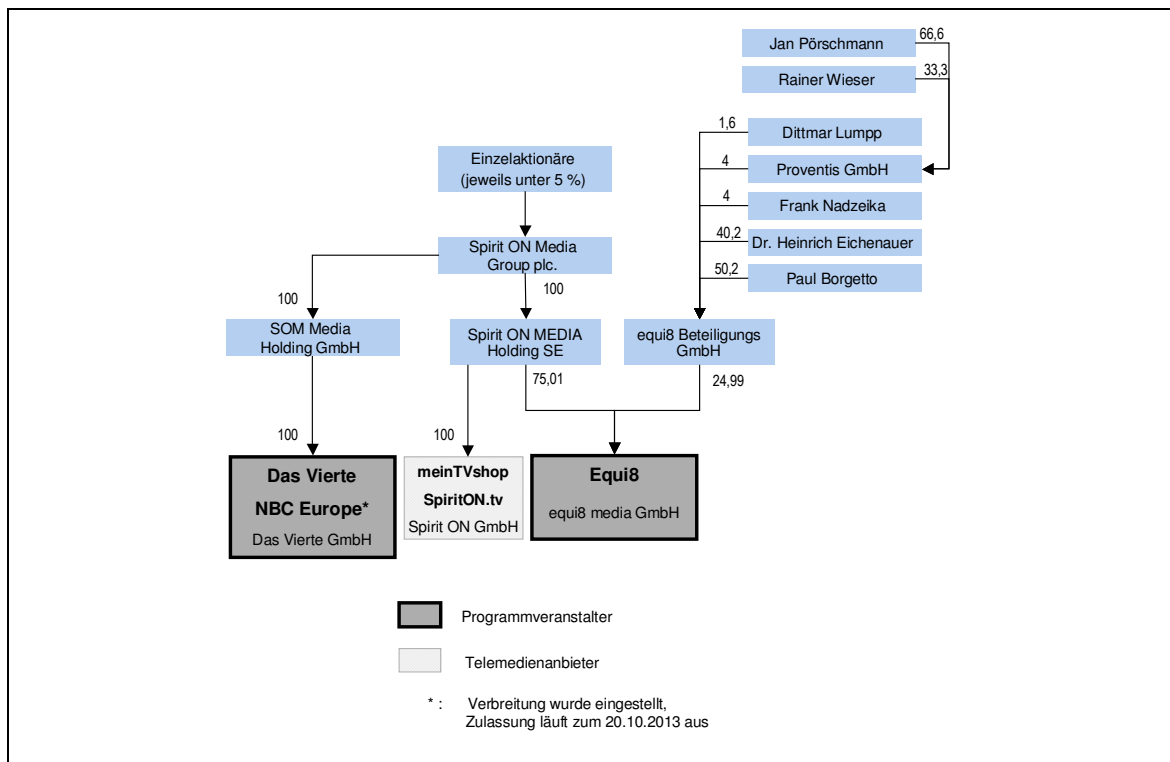 Jan Pörschmann
66,6
Rainer Wieser
33,3
1,6
Dittmar Lumpp
Einzelaktionäre
(jeweils unter 5 %)
4
Proventis GmbH
4
Frank Nadzeika
Spirit ON Media
Group plc.
40,2
Dr. Heinrich Eichenauer
50,2
Paul Borgetto
100
100
SOM Media
Holding GmbH
Spirit ON MEDIA
Holding SE
equi8 Beteiligungs
GmbH
75,01
24,99
100
100
Das Vierte
NBC Europe*
Das Vierte GmbH
meinTVshop
SpiritON.tv
Spirit ON GmbH
Equi8
equi8 media GmbH
Programmveranstalter
Telemedienanbieter
* : Verbreitung wurde eingestellt,
Zulassung läuft zum 20.10.2013 aus